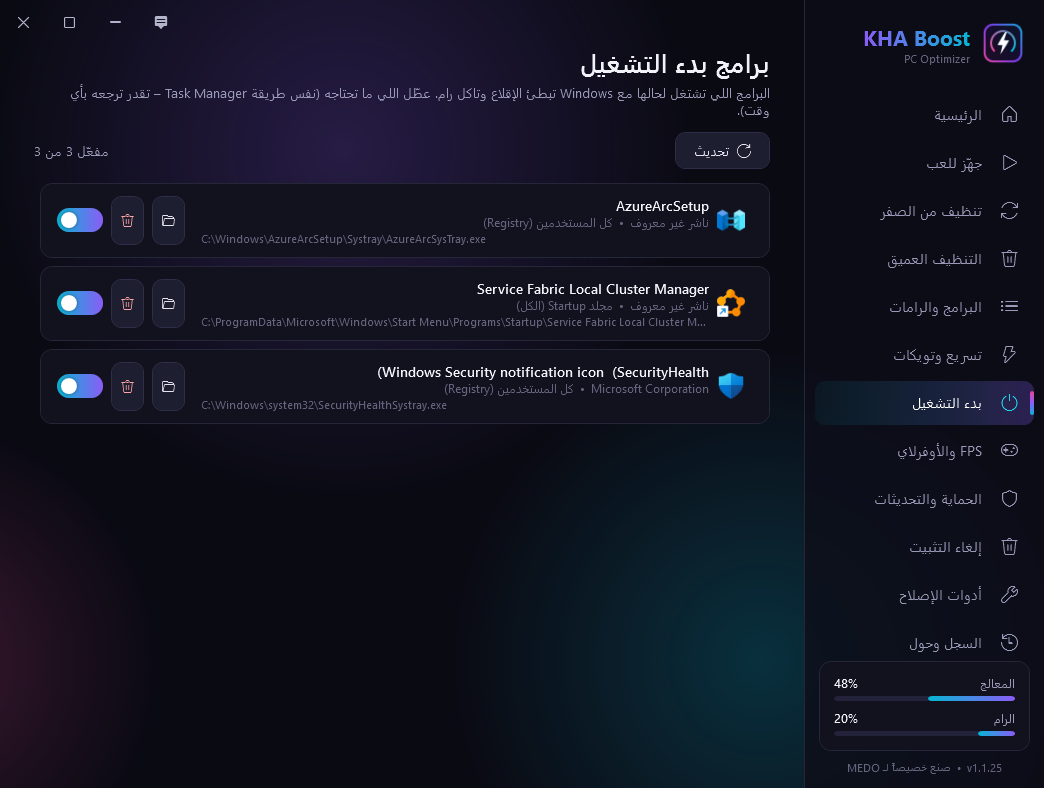 KHA Boost
PC Optimizer
الرئيسية
جهّز للعب
تنظيف من الصفر
التنظيف العميق
البرامج والرامات
تسريع وتويكات
بدء التشغيل
FPS والأوفرلاي
الحماية والتحديثات
إلغاء التثبيت
أدوات الإصلاح
السجل وحول
المعالج 48%
الرام 20%
صنع خصيصاً لـ MEDO • v1.1.25
برامج بدء التشغيل
البرامج اللي تشتغل لحالها مع Windows تبطئ الإقلاع وتاكل رام. عطّل اللي ما تحتاجه (نفس طريقة Task Manager – تقدر ترجعه بأي
وقت).
تحديث
مفعّل 3 من 3
AzureArcSetup
ناشر غير معروف • كل المستخدمين (Registry)
C:\Windows\AzureArcSetup\Systray\AzureArcSysTray.exe
Service Fabric Local Cluster Manager
ناشر غير معروف • مجلد Startup (الكل)
C:\ProgramData\Microsoft\Windows\Start Menu\Programs\Startup\Service Fabric Local Cluster M...
(Windows Security notification icon (SecurityHealth
Microsoft Corporation • كل المستخدمين (Registry)
C:\Windows\system32\SecurityHealthSystray.exe